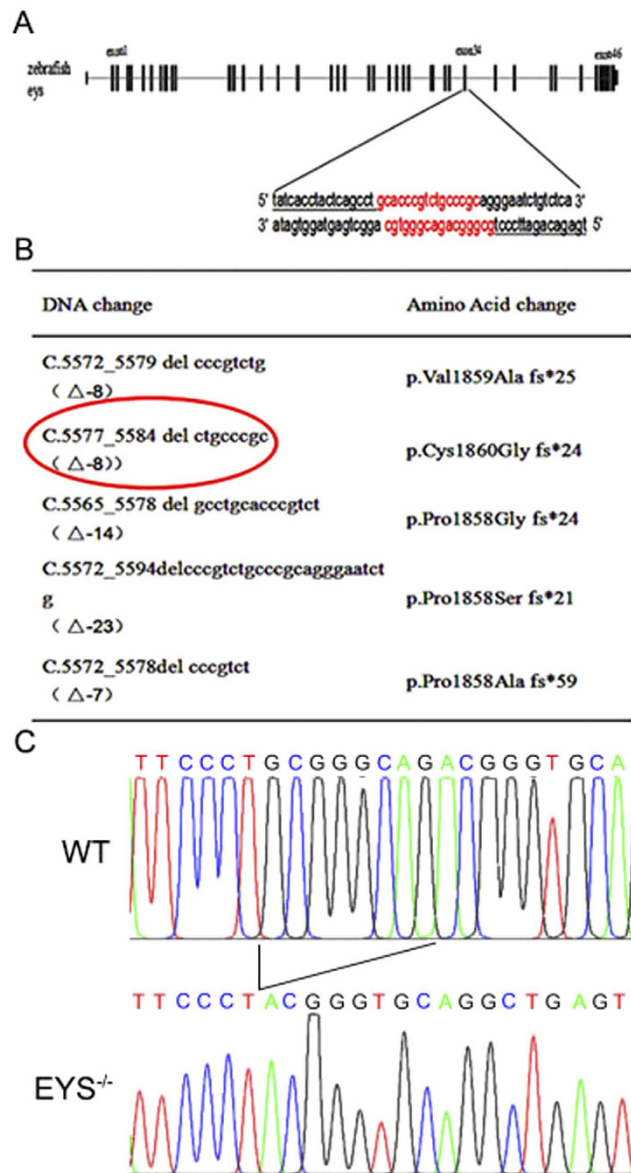 A
exon1
exon34
exon46
zebrafish
eys
5' tatcacctactcagcct gcacccgtctgcccgc agggaatctgtctca 3'
3' atagtggatgagtcgga cgtgggcagacgggcg tcccttagacagagt 5'
B
DNA change Amino Acid change
C.5572_5579 del cccgtctg
(△-8)
p.Val1859Ala fs*25
C.5577_5584 del ctgcccgc
(△-8))
p.Cys1860Gly fs*24
C.5565_5578 del gcctgcacccgtct
(△-14)
p.Pro1858Gly fs*24
C.5572_5594delcccgtctgcccgcagggaatct
g
(△-23)
p.Pro1858Ser fs*21
C.5572_5578del cccgtct
(△-7)
p.Pro1858Ala fs*59
C
T T C C C T G C G G G C A G A C G G G T G C A
WT
T T C C C T A C G G G T G C A G G C T G A G T
EYS-/-